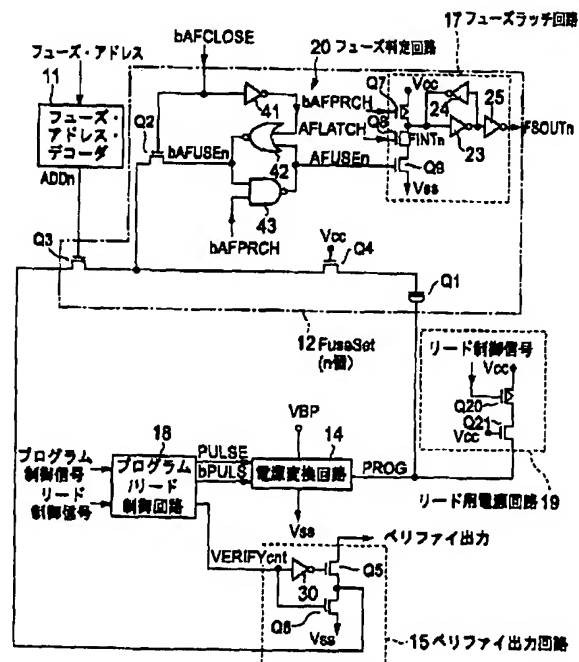 bAFCLOSE
17 フューズラッチ回路
フューズ・アドレス
20 フューズ判定回路
11
フューズ・
アドレス・
デコーダ
Q2
41
Q7
Vcc
bAFPRCH
24
25
AFLATCH
Q8
FINTn
FSOUTn
bAFUSEn
42
AFUSEn
23
Q9
Vss
ADDn
43
bAFPRCH
Q3
Vcc
Q4
Q1
12 FuseSet
(n個)
リード制御信号
Vcc
Q20
Q21
Vcc
リード用電源回路 19
VBP
プログラム
制御信号
リード
制御信号
プログラム
/リード
制御回路
PULSE
bPULS
14
電源変換回路
PROG
Vss
ベリファイ出力
VERIFYcnt
30
Q5
Q6
Vss
15 ベリファイ出力回路